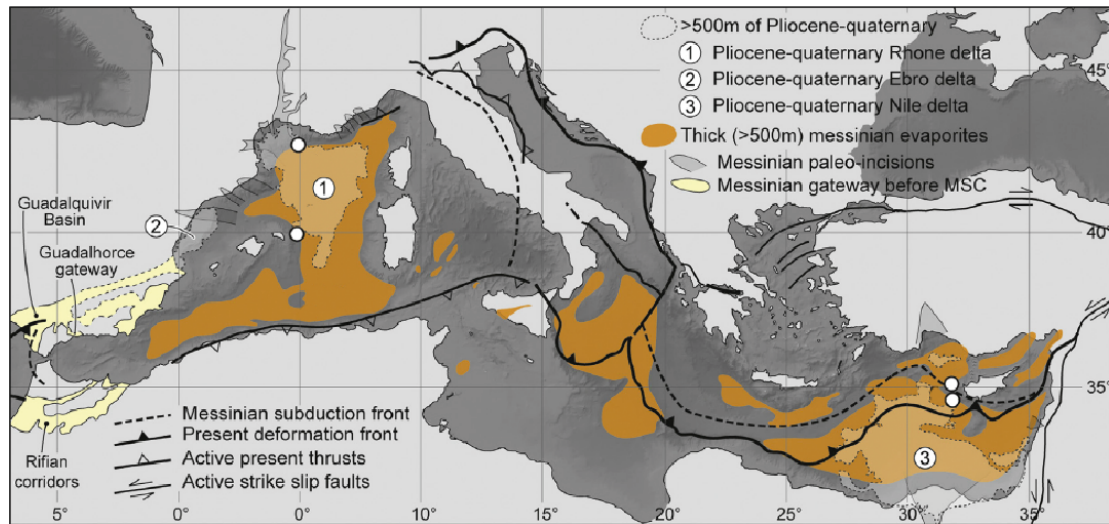 >500m of Pliocene-quaternary
1 Pliocene-quaternary Rhone delta
2 Pliocene-quaternary Ebro delta
3 Pliocene-quaternary Nile delta
Thick (>500m) messinian evaporites
Messinian paleo-incisions
Messinian gateway before MSC
45°
40°
35°
1
2
3
Guadalquivir
Basin
Guadalhorce
gateway
Rifian
corridors
Messinian subduction front
Present deformation front
Active present thrusts
Active strike slip faults
5° 0° 5° 10° 15° 20° 25° 30° 35°